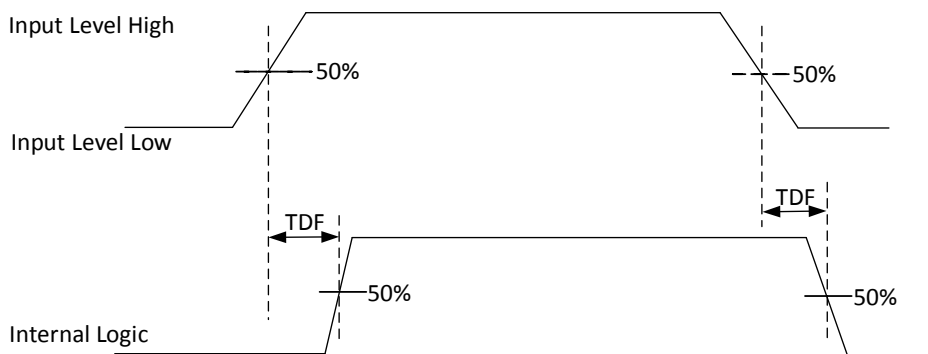 Input Level High
50%
50%
Input Level Low
TDF
TDF
50%
50%
Internal Logic